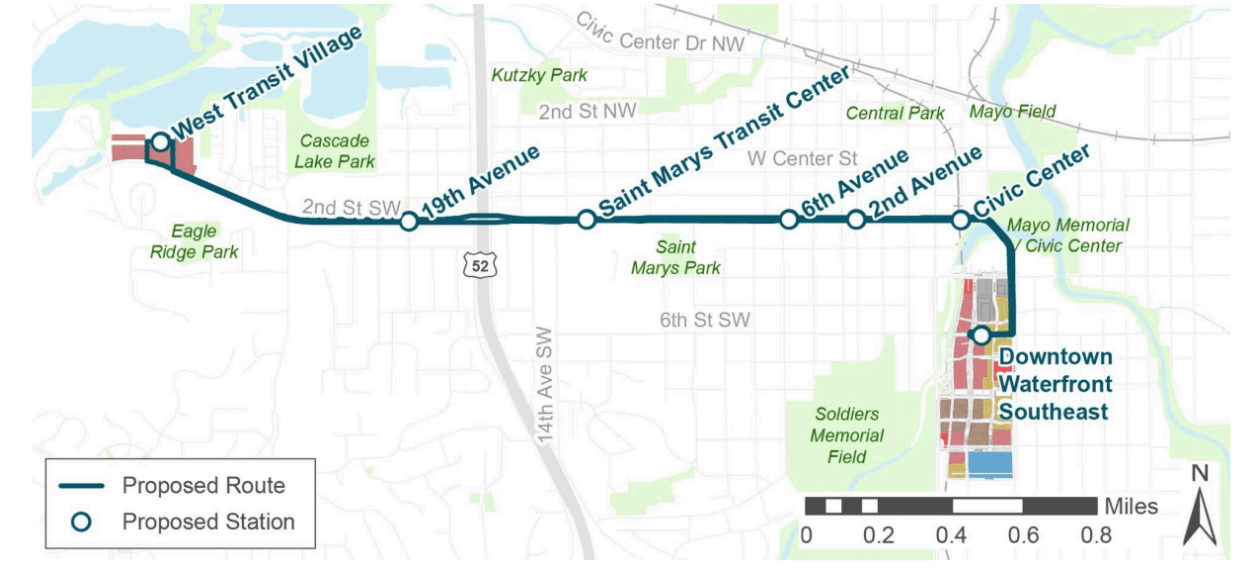 Civic Center Dr NW
West Transit Village
Kutzky Park
2nd St NW
Saint Marys Transit Center
Central Park
Mayo Field
Cascade
Lake Park
W Center St
19th Avenue
6th Avenue
2nd Avenue
Civic Center
2nd St SW
Eagle
Ridge Park
Mayo Memorial
/ Civic Center
52
Saint
Marys Park
6th St SW
14th Ave SW
Downtown
Waterfront
Southeast
Soldiers
Memorial
Field
Proposed Route
Proposed Station
N
Miles
0 0.2 0.4 0.6 0.8